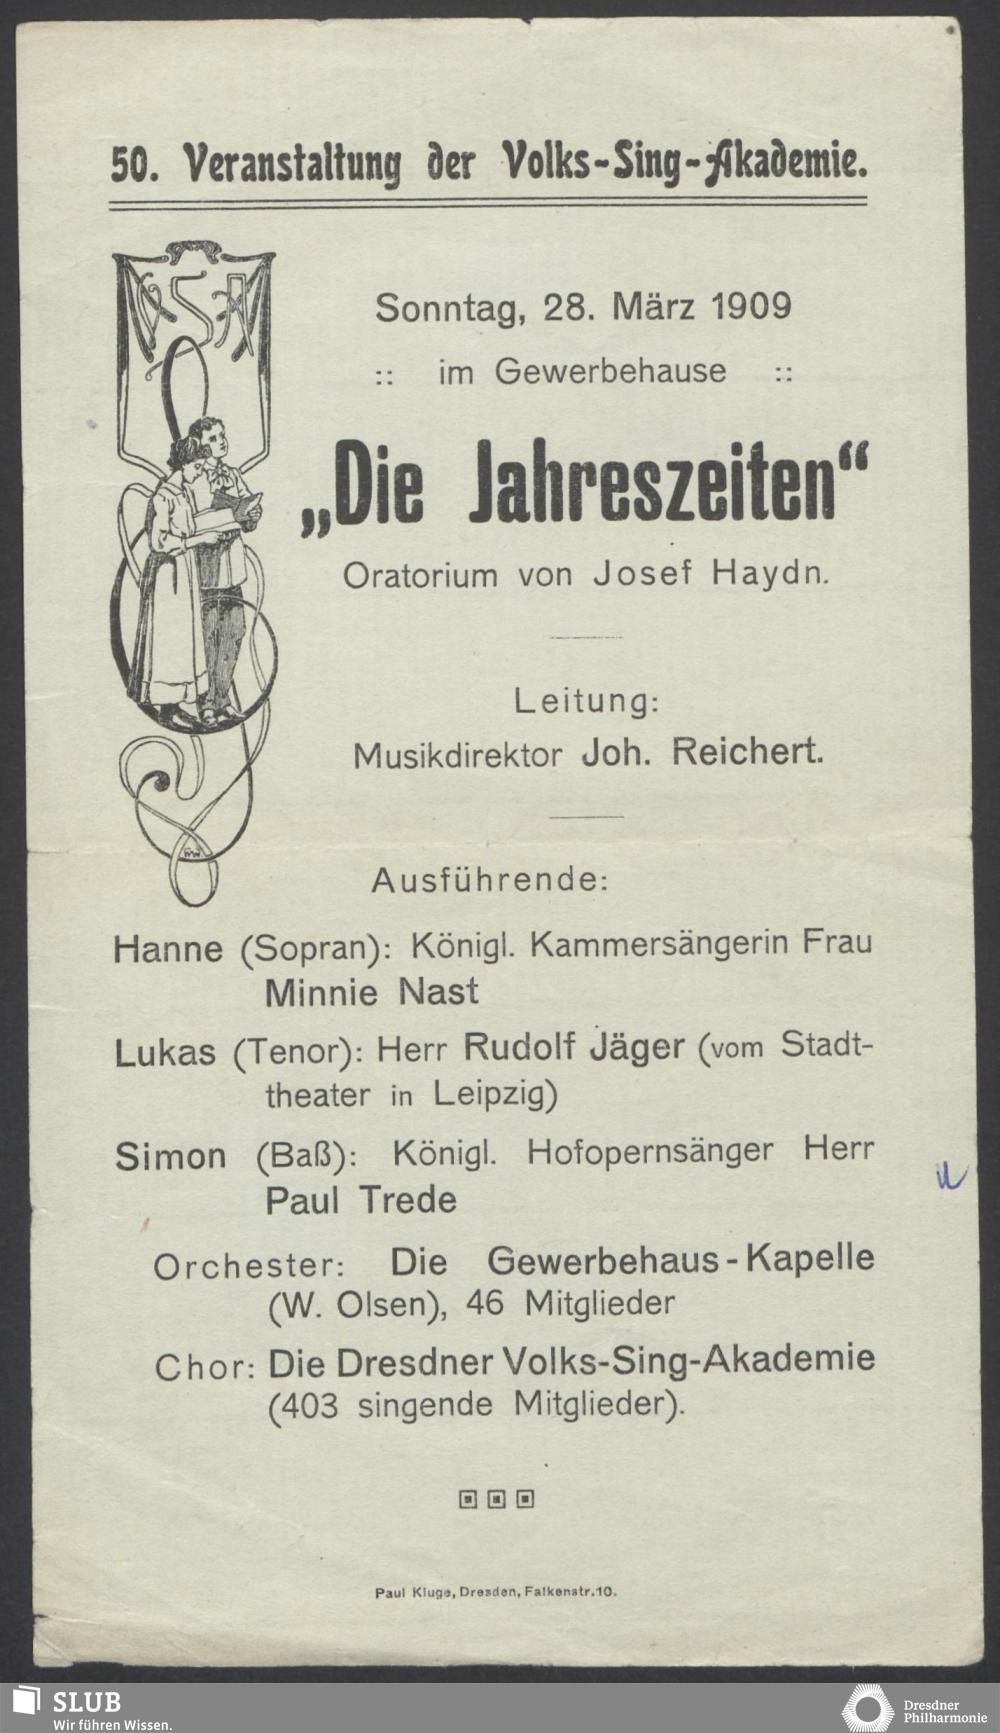 50. Veranstaltung der Volks-Sing-Akademie.
VSA
Sonntag, 28. März 1909
:: im Gewerbehause ::
„Die Jahreszeiten“
Oratorium von Josef Haydn.
Leitung:
Musikdirektor Joh. Reichert.
Ausführende:
Hanne (Sopran): Königl. Kammersängerin Frau
Minnie Nast
Lukas (Tenor): Herr Rudolf Jäger (vom Stadt-
theater in Leipzig)
Simon (Baß): Königl. Hofopernsänger Herr
Paul Trede
Orchester: Die Gewerbehaus-Kapelle
(W. Olsen), 46 Mitglieder
Chor: Die Dresdner Volks-Sing-Akademie
(403 singende Mitglieder).
Paul Kluge, Dresden, Falkenstr.10.
SLUB
Wir führen Wissen.
Dresdner
Philharmonie